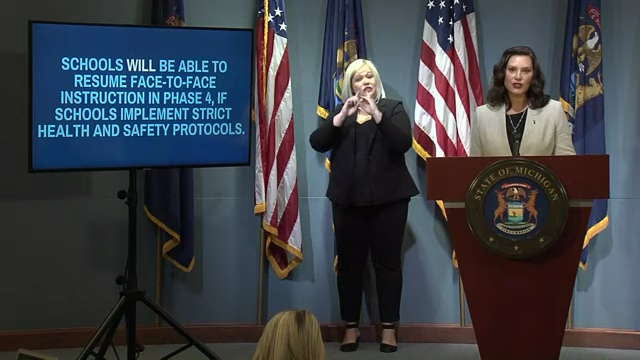 SCHOOLS WILL BE ABLE TO
RESUME FACE-TO-FACE
INSTRUCTION IN PHASE 4, IF
SCHOOLS IMPLEMENT STRICT
HEALTH AND SAFETY PROTOCOLS.
STATE OF MICHIGAN